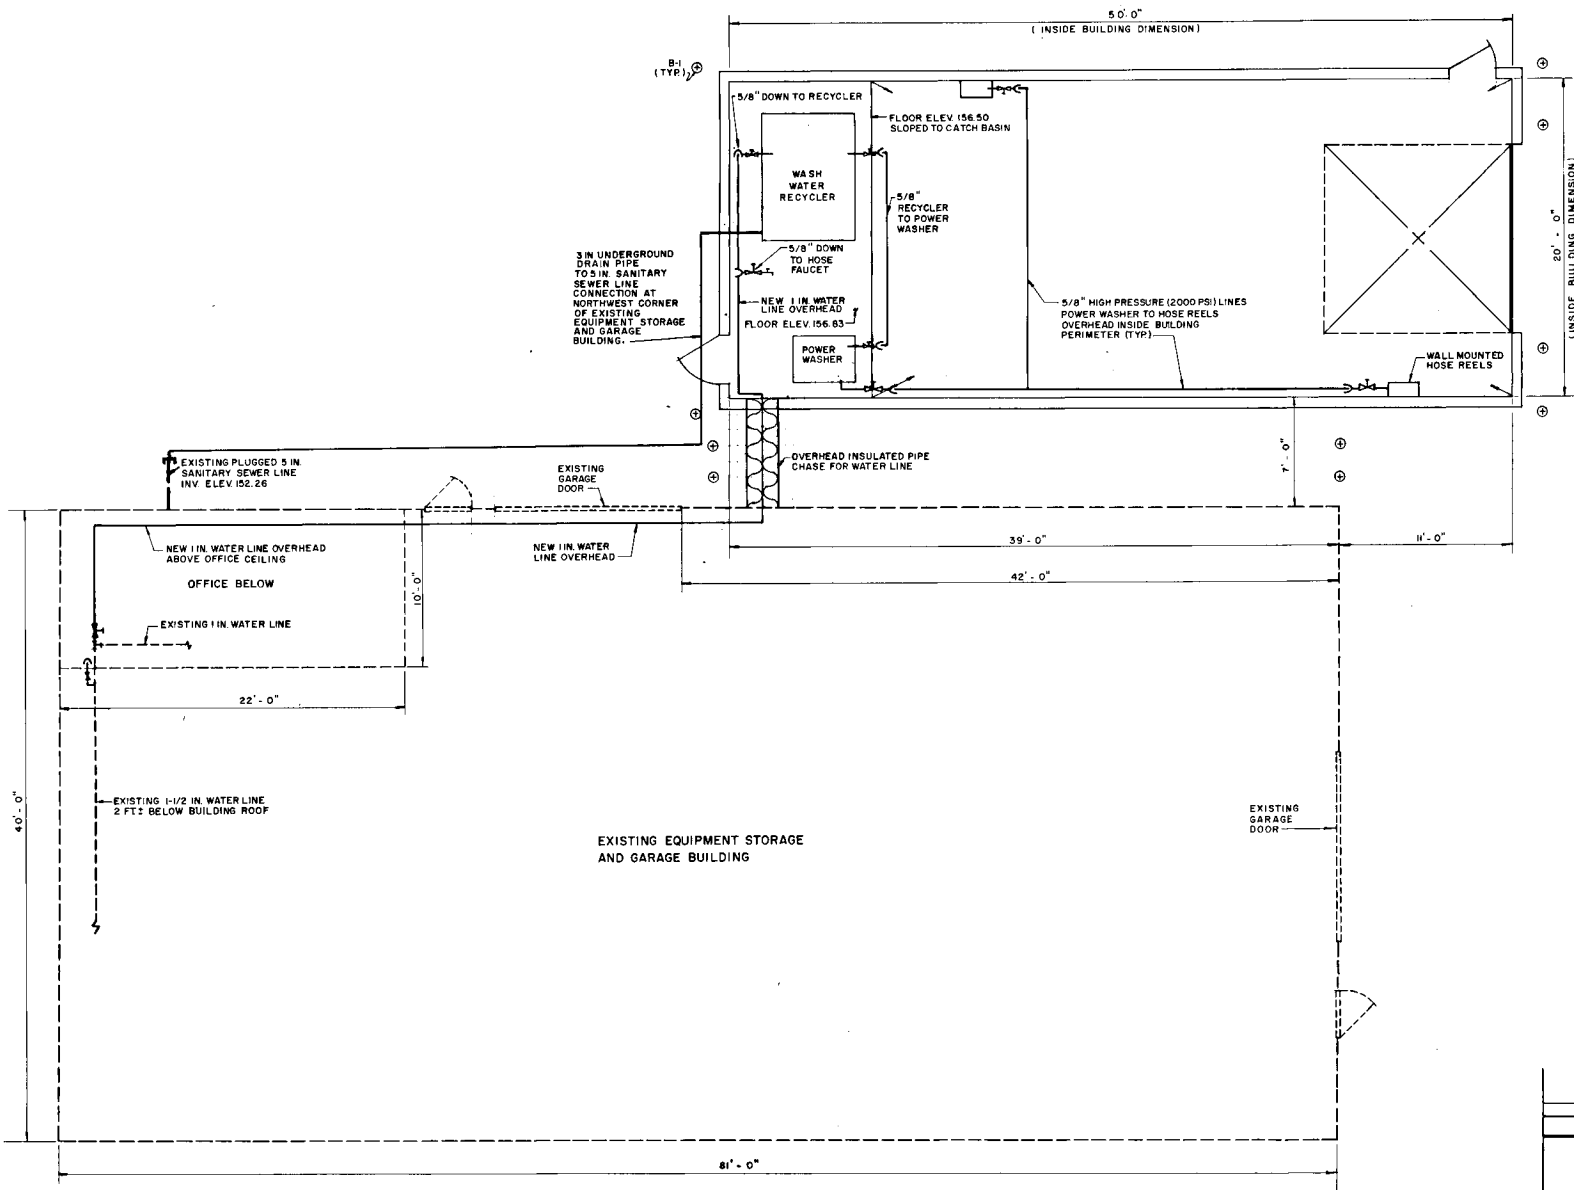 50'-0"
( INSIDE BUILDING DIMENSION)
B-1
(TYP.)
5/8" DOWN TO RECYCLER
FLOOR ELEV. 156.50
SLOPED TO CATCH BASIN
WASH
WATER
RECYCLER
5/8"
RECYCLER
TO POWER
WASHER
20'-0"
(INSIDE BUILDING DIMENSION)
3 IN UNDERGROUND
DRAIN PIPE
TO 5 IN. SANITARY
SEWER LINE
CONNECTION AT
NORTHWEST CORNER
OF EXISTING
EQUIPMENT STORAGE
AND GARAGE
BUILDING.
5/8" DOWN
TO HOSE
FAUCET
NEW 1 IN. WATER
LINE OVERHEAD
FLOOR ELEV. 156.83
5/8" HIGH PRESSURE (2000 PSI) LINES
POWER WASHER TO HOSE REELS
OVERHEAD INSIDE BUILDING
PERIMETER (TYP.)
POWER
WASHER
WALL MOUNTED
HOSE REELS
7'-0"
OVERHEAD INSULATED PIPE
CHASE FOR WATER LINE
EXISTING PLUGGED 5 IN.
SANITARY SEWER LINE
INV. ELEV. 152.26
EXISTING
GARAGE
DOOR
NEW 1 IN. WATER LINE OVERHEAD
ABOVE OFFICE CEILING
NEW 1 IN. WATER
LINE OVERHEAD
39'-0"
11'-0"
42'-0"
OFFICE BELOW
10'-0"
EXISTING 1 IN. WATER LINE
22'-0"
EXISTING 1-1/2 IN. WATER LINE
2 FT± BELOW BUILDING ROOF
40'-0"
EXISTING
GARAGE
DOOR
EXISTING EQUIPMENT STORAGE
AND GARAGE BUILDING
81'-0"